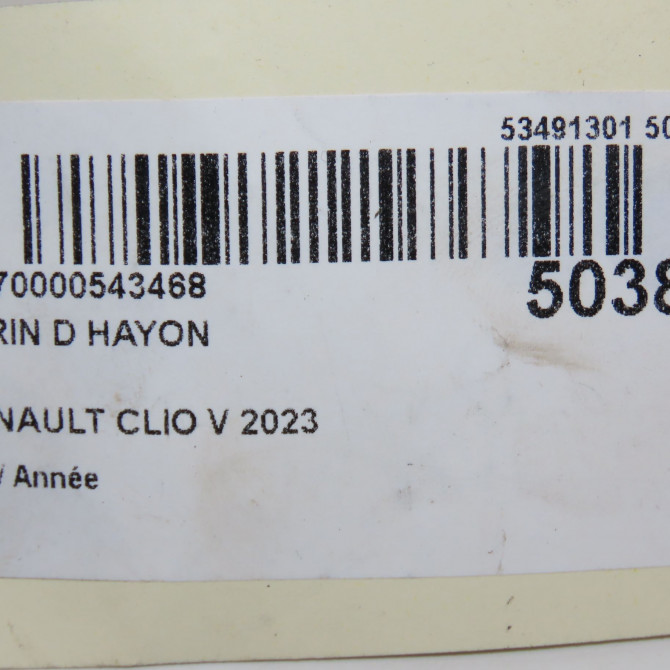 53491301 50
70000543468
5038
RIN D HAYON
NAULT CLIO V 2023
/ Année